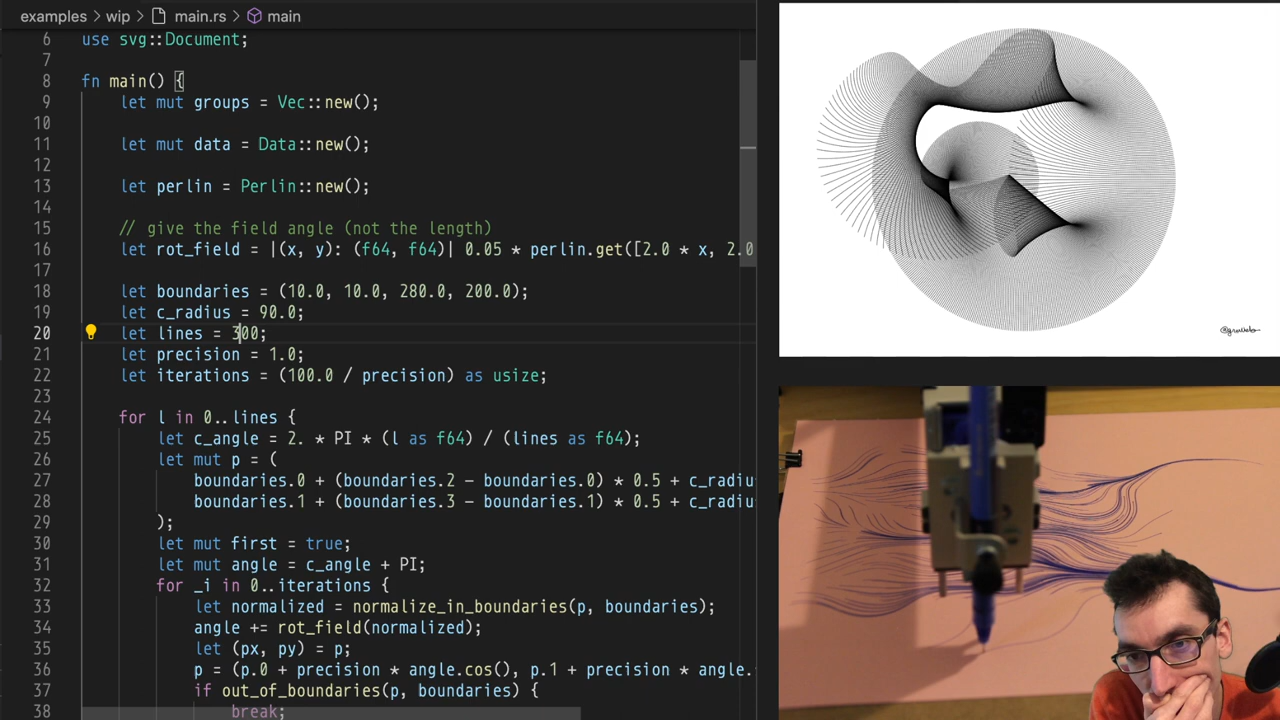 examples > wip > main.rs > main
6 use svg::Document;
7
8 fn main() {
9 let mut groups = Vec::new();
10
11 let mut data = Data::new();
12
13 let perlin = Perlin::new();
14
15 // give the field angle (not the length)
16 let rot_field = |(x, y): (f64, f64)| 0.05 * perlin.get([2.0 * x, 2.0
17
18 let boundaries = (10.0, 10.0, 280.0, 200.0);
19 let c_radius = 90.0;
20 let lines = 300;
21 let precision = 1.0;
22 let iterations = (100.0 / precision) as usize;
23
24 for l in 0..lines {
25 let c_angle = 2. * PI * (l as f64) / (lines as f64);
26 let mut p = (
27 boundaries.0 + (boundaries.2 - boundaries.0) * 0.5 + c_radiu
28 boundaries.1 + (boundaries.3 - boundaries.1) * 0.5 + c_radiu
29 );
30 let mut first = true;
31 let mut angle = c_angle + PI;
32 for _i in 0..iterations {
33 let normalized = normalize_in_boundaries(p, boundaries);
34 angle += rot_field(normalized);
35 let (px, py) = p;
36 p = (p.0 + precision * angle.cos(), p.1 + precision * angle.
37 if out_of_boundaries(p, boundaries) {
38 break;